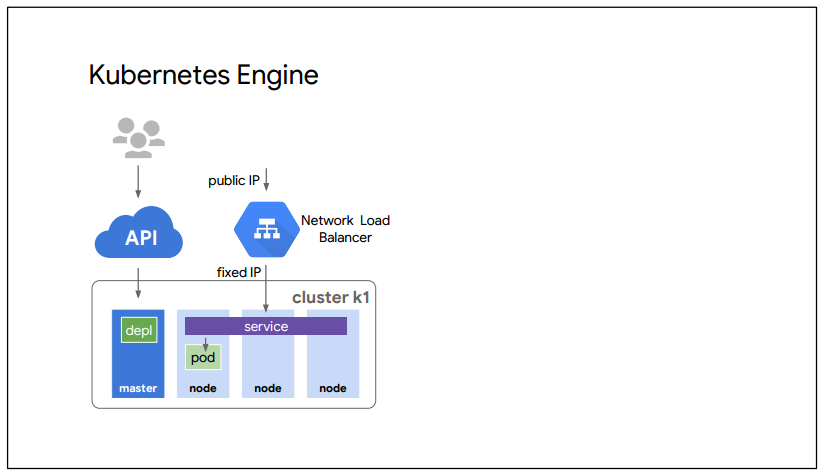 Kubernetes Engine
public IP
API
Network Load
Balancer
fixed IP
cluster k1
depl
service
pod
master
node
node
node